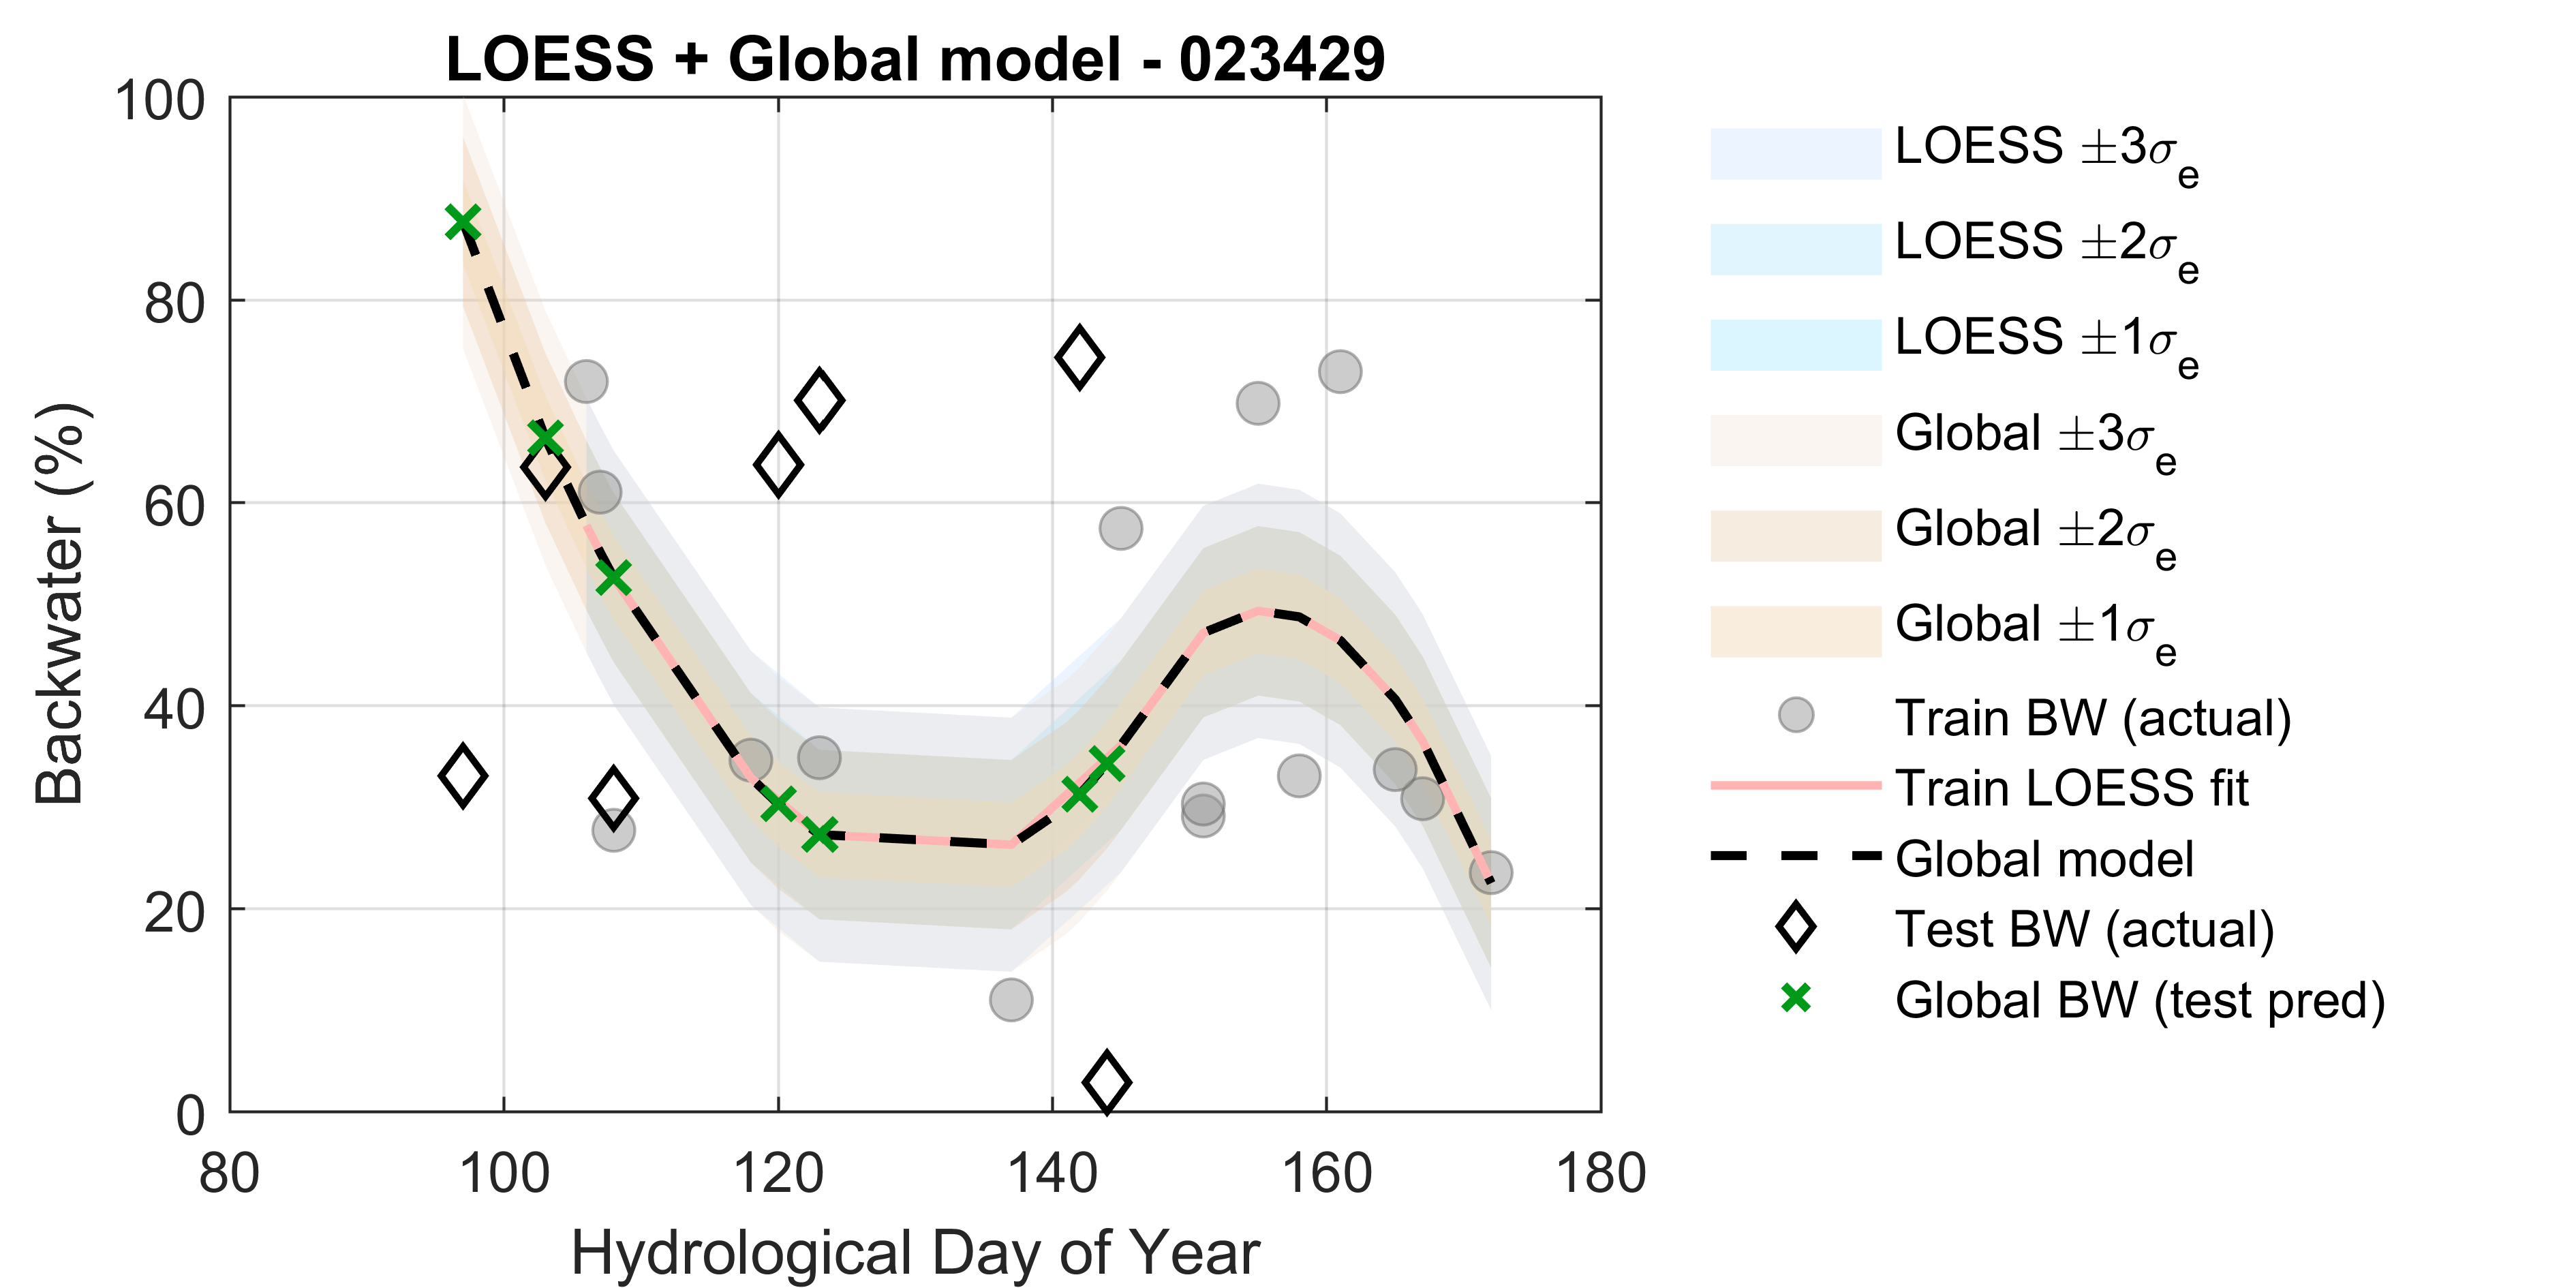 LOESS + Global model - 023429
100
80
60
40
20
0
Backwater (%)
80 100 120 140 160 180
Hydrological Day of Year
LOESS ±3σe
LOESS ±2σe
LOESS ±1σe
Global ±3σe
Global ±2σe
Global ±1σe
Train BW (actual)
Train LOESS fit
Global model
Test BW (actual)
Global BW (test pred)